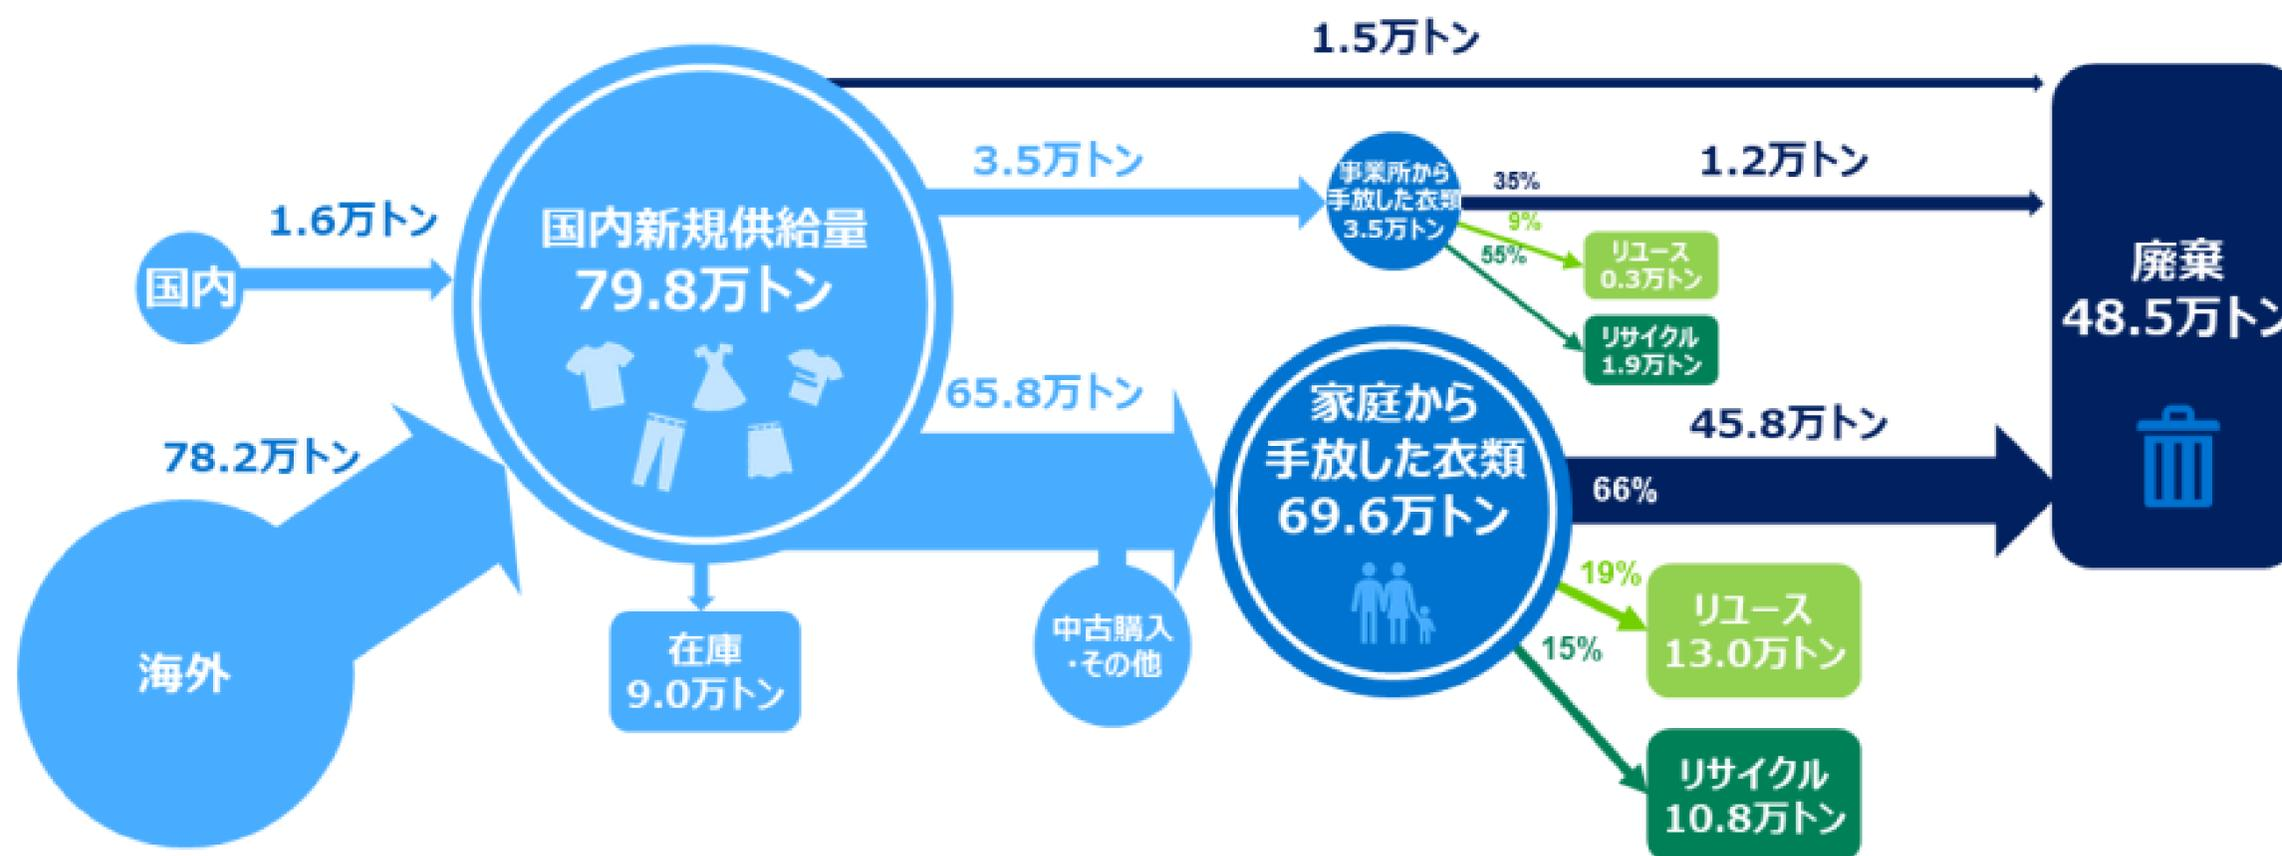 1.5万トン
3.5万トン
事業所から
手放した衣類
3.5万トン
35%
1.2万トン
9%
リユース
0.3万トン
55%
リサイクル
1.9万トン
1.6万トン
国内
国内新規供給量
79.8万トン
廃棄
48.5万トン
65.8万トン
家庭から
手放した衣類
69.6万トン
45.8万トン
66%
78.2万トン
海外
在庫
9.0万トン
中古購入
・その他
19%
リユース
13.0万トン
15%
リサイクル
10.8万トン